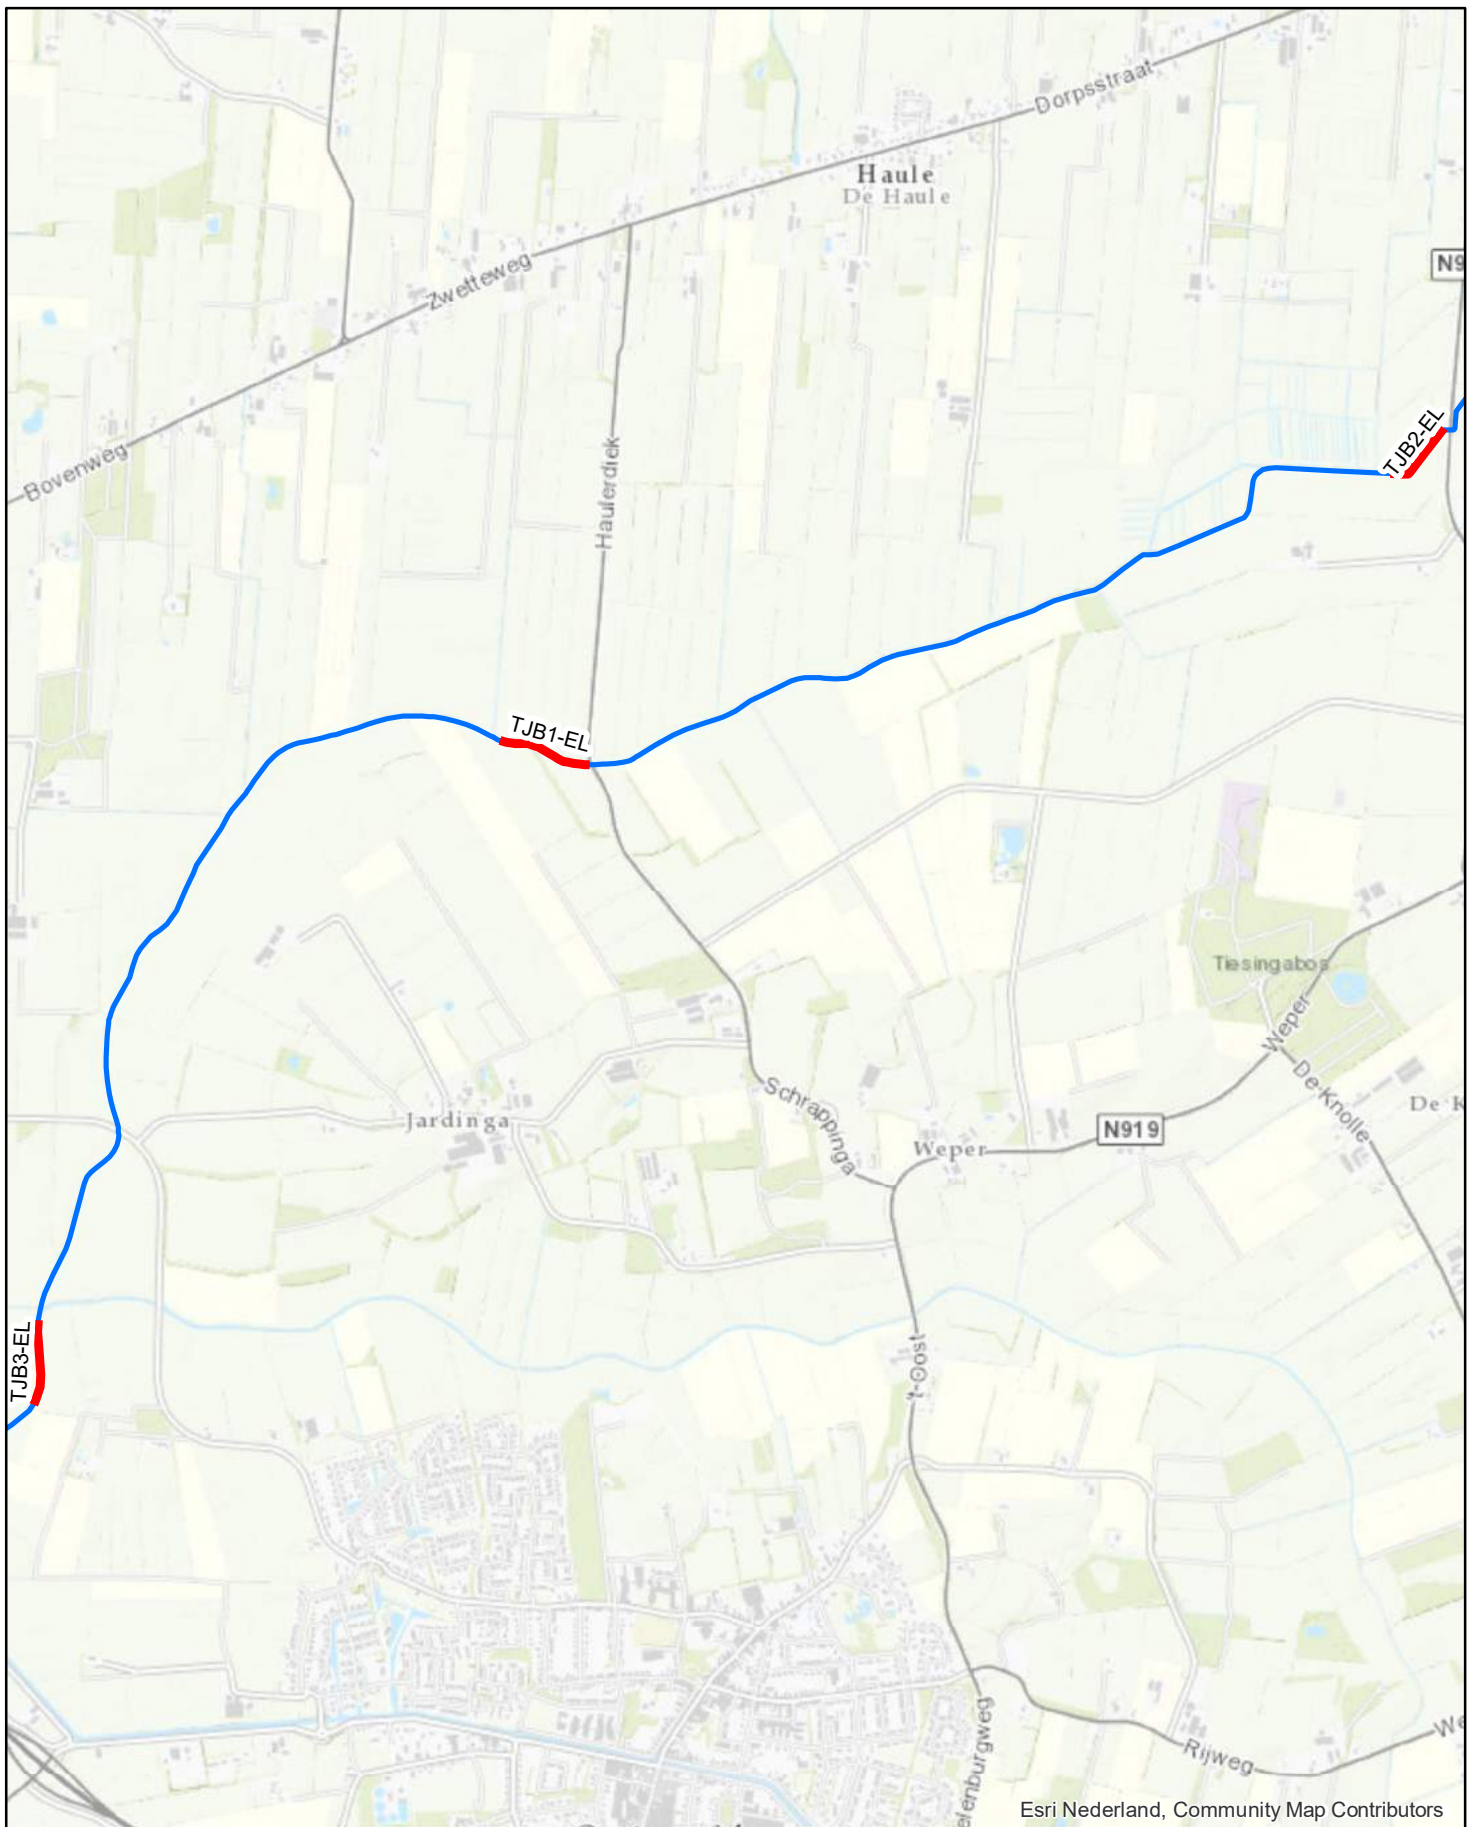 Dorpsstraat
Haule
De Haule
N9
Zwetteweg
TJB2-EL
Haulerdiek
Bovenweg
TJB1-EL
Tiesingabos
Weper
De Knolle
Schrappinga
De K
Jardinga
N919
Weper
TJB3-EL
't-Oost
elenburgweg
We
Rijweg
Esri Nederland, Community Map Contributors